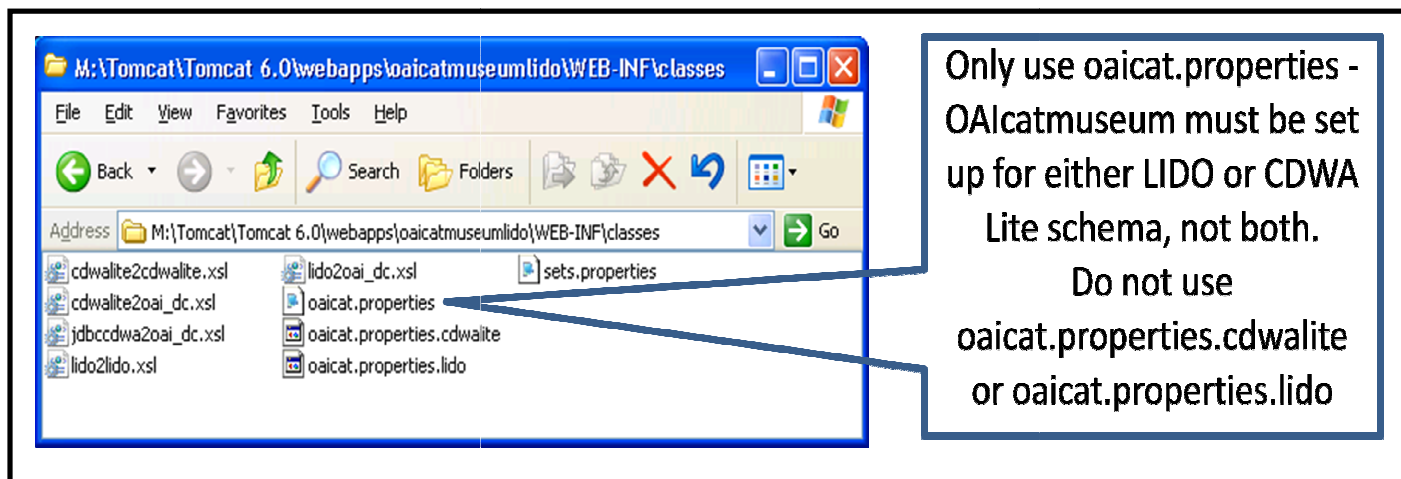 M:\Tomcat\Tomcat 6.0\webapps\oaicatmuseumlido\WEB-INF\classes
File Edit View Favorites Tools Help
Back Search Folders
Address M:\Tomcat\Tomcat 6.0\webapps\oaicatmuseumlido\WEB-INF\classes Go
cdwalite2cdwalite.xsl lido2oai_dc.xsl sets.properties
cdwalite2oai_dc.xsl oaicat.properties
jdbccdwa2oai_dc.xsl oaicat.properties.cdwalite
lido2lido.xsl oaicat.properties.lido
Only use oaicat.properties -
OAIcatmuseum must be set
up for either LIDO or CDWA
Lite schema, not both.
Do not use
oaicat.properties.cdwalite
or oaicat.properties.lido